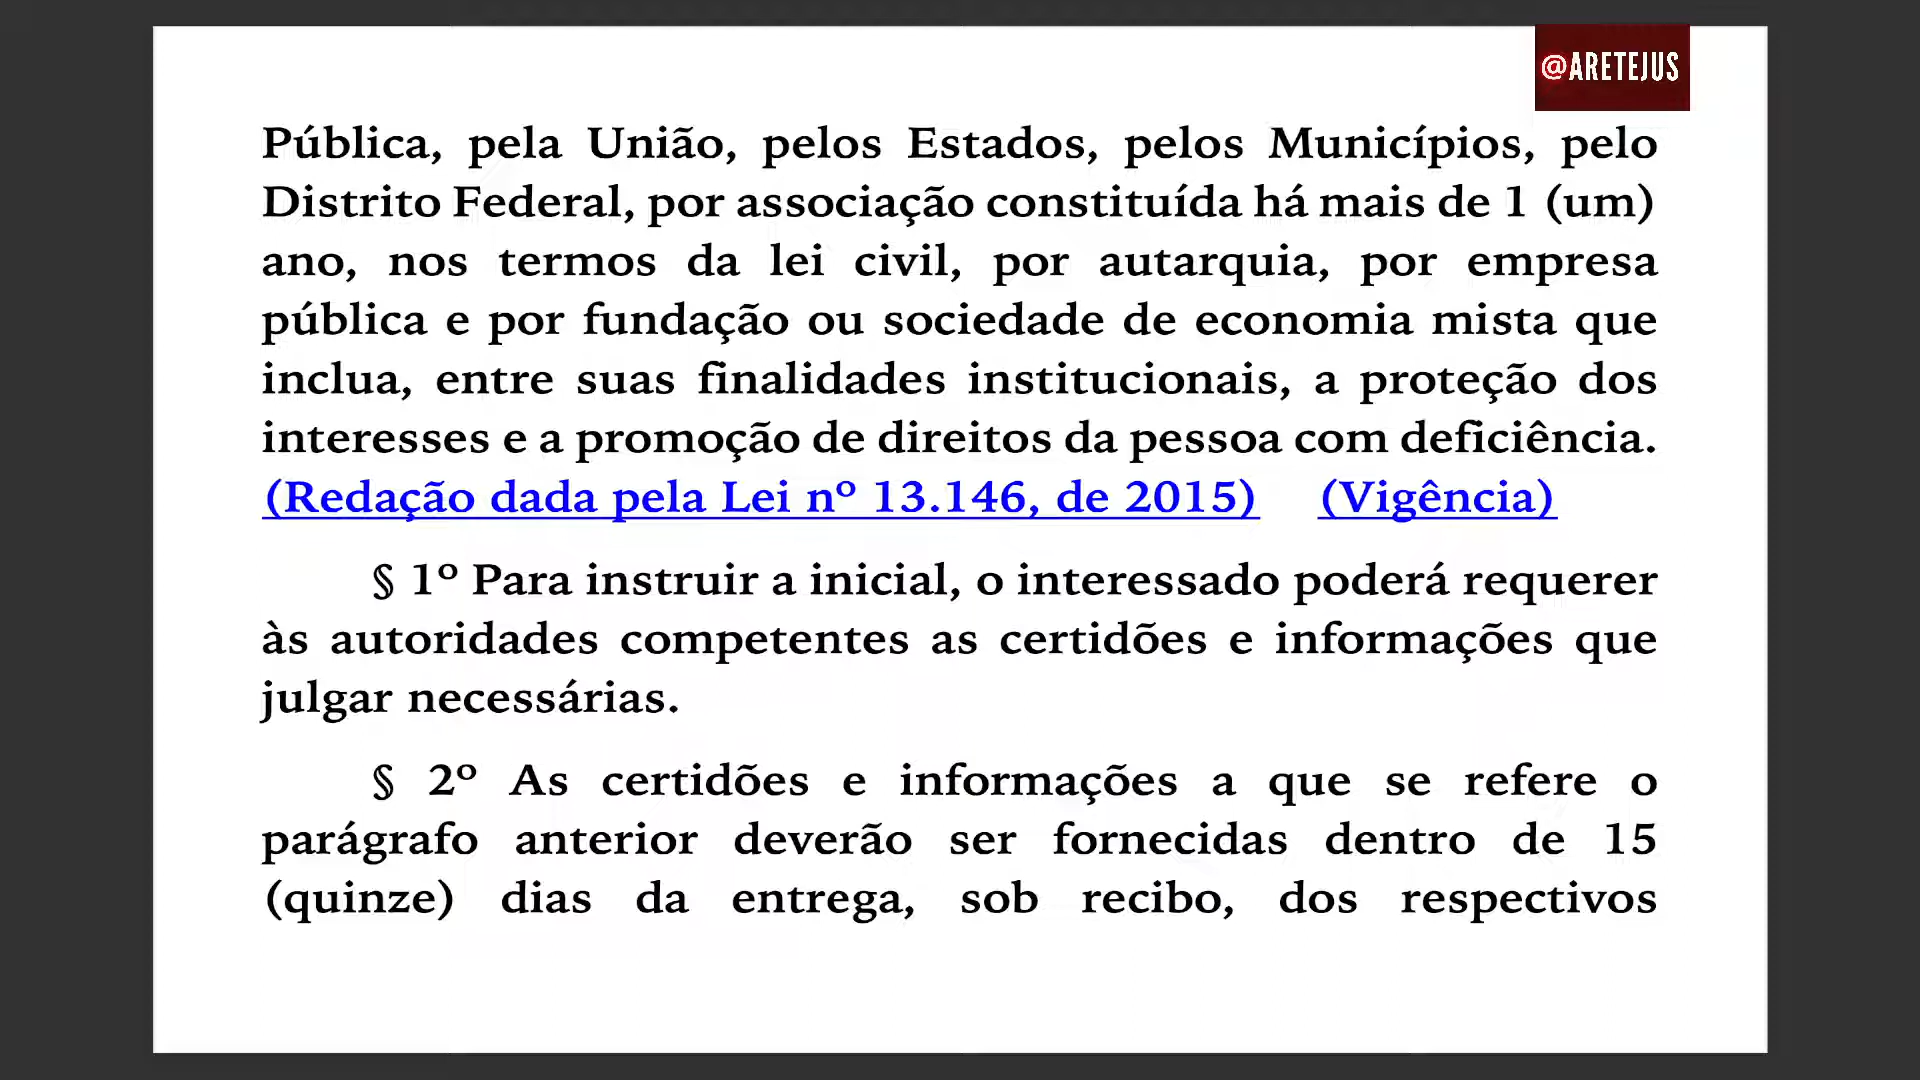 @ARETEJUS
Pública, pela União, pelos Estados, pelos Municípios, pelo
Distrito Federal, por associação constituída há mais de 1 (um)
ano, nos termos da lei civil, por autarquia, por empresa
pública e por fundação ou sociedade de economia mista que
inclua, entre suas finalidades institucionais, a proteção dos
interesses e a promoção de direitos da pessoa com deficiência.
(Redação dada pela Lei nº 13.146, de 2015) (Vigência)
§ 1º Para instruir a inicial, o interessado poderá requerer
às autoridades competentes as certidões e informações que
julgar necessárias.
§ 2º As certidões e informações a que se refere o
parágrafo anterior deverão ser fornecidas dentro de 15
(quinze) dias da entrega, sob recibo, dos respectivos